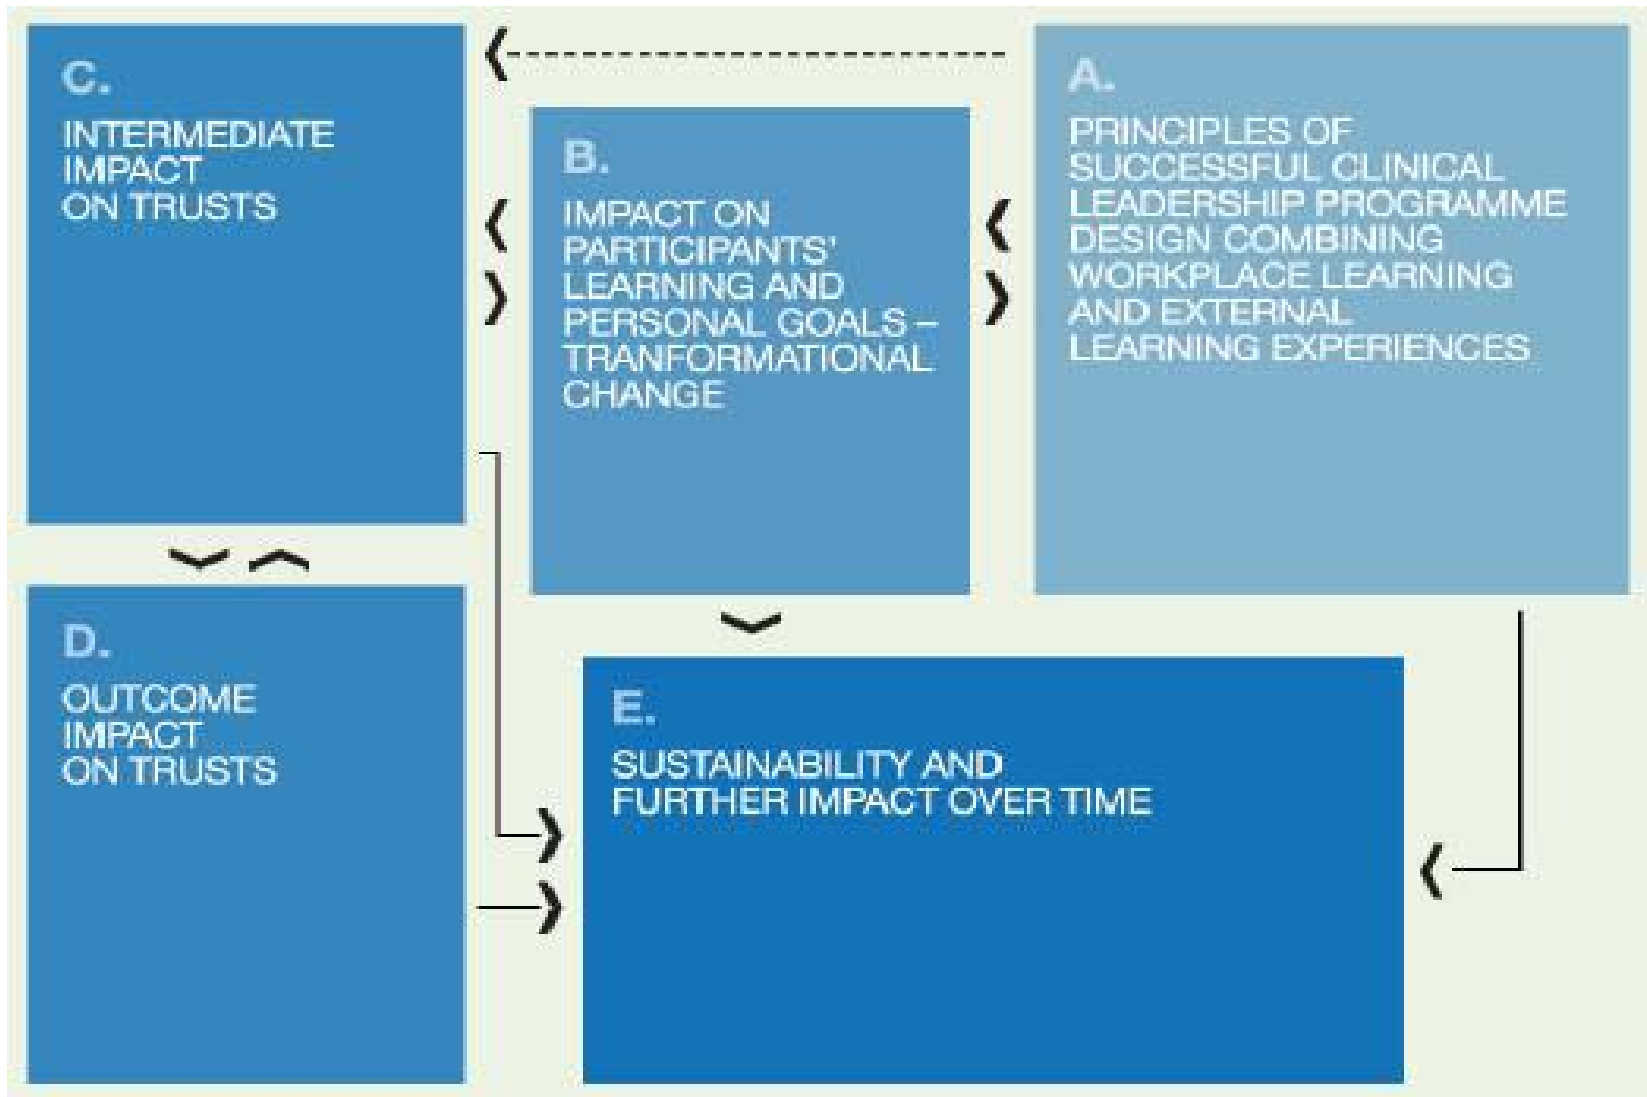 C.
INTERMEDIATE
IMPACT
ON TRUSTS
B.
IMPACT ON
PARTICIPANTS'
LEARNING AND
PERSONAL GOALS –
TRANFORMATIONAL
CHANGE
A.
PRINCIPLES OF
SUCCESSFUL CLINICAL
LEADERSHIP PROGRAMME
DESIGN COMBINING
WORKPLACE LEARNING
AND EXTERNAL
LEARNING EXPERIENCES
D.
OUTCOME
IMPACT
ON TRUSTS
E.
SUSTAINABILITY AND
FURTHER IMPACT OVER TIME